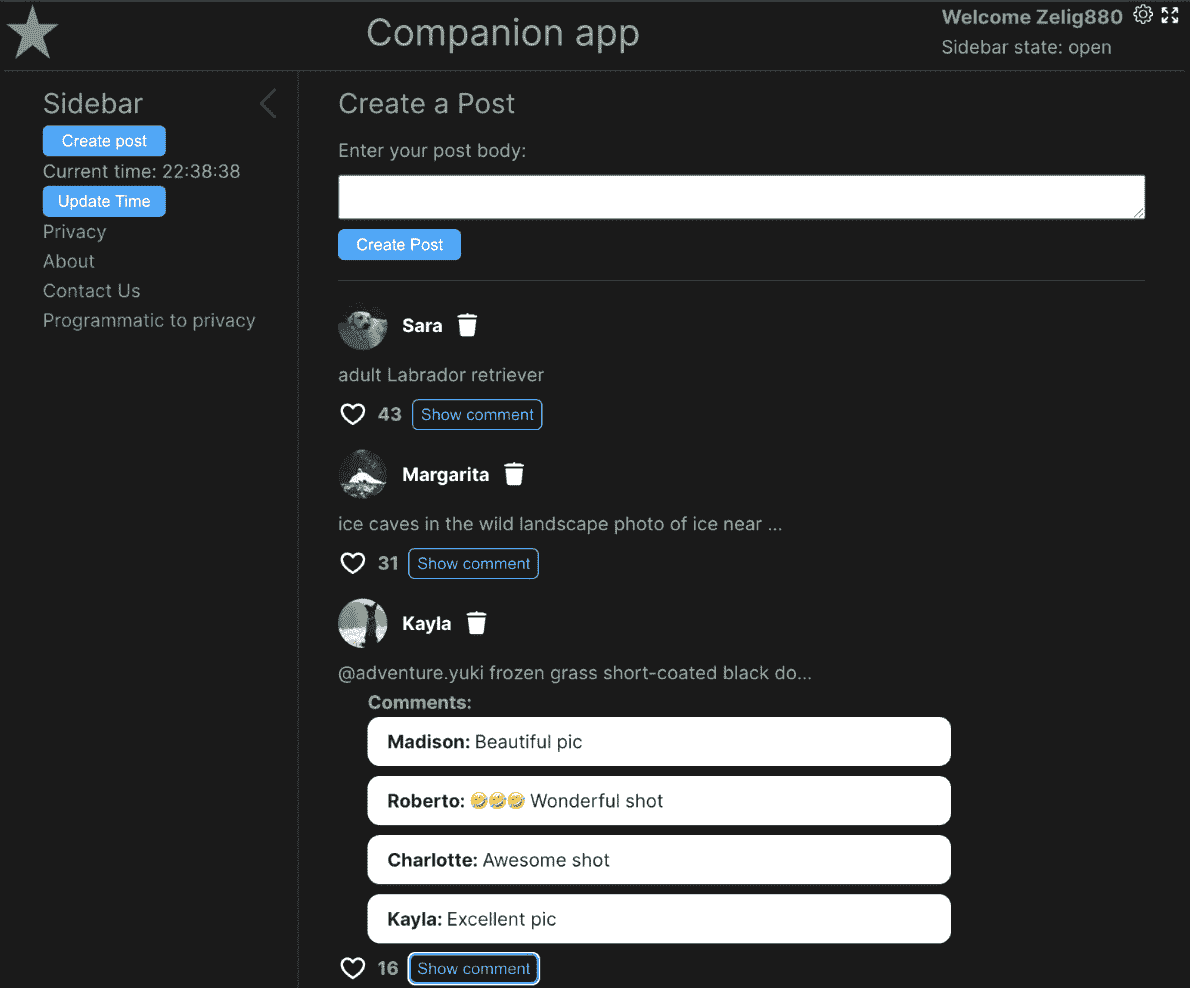 Companion app
Welcome Zelig880
Sidebar state: open
Sidebar
Create post
Current time: 22:38:38
Update Time
Privacy
About
Contact Us
Programmatic to privacy
Create a Post
Enter your post body:
Create Post
Sara
adult Labrador retriever
43 Show comment
Margarita
ice caves in the wild landscape photo of ice near ...
31 Show comment
Kayla
@adventure.yuki frozen grass short-coated black do...
Comments:
Madison: Beautiful pic
Roberto: 🤣🤣🤣 Wonderful shot
Charlotte: Awesome shot
Kayla: Excellent pic
16 Show comment